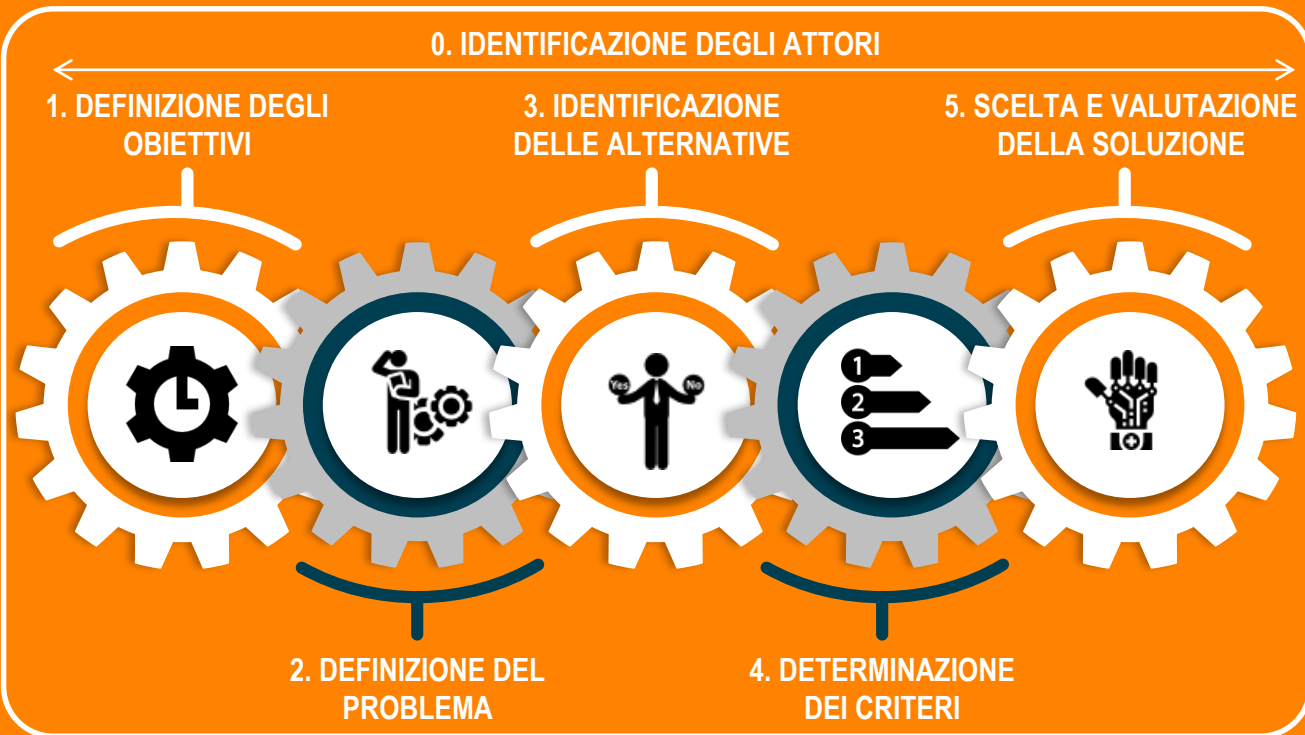 0. IDENTIFICAZIONE DEGLI ATTORI
1. DEFINIZIONE DEGLI
OBIETTIVI
3. IDENTIFICAZIONE
DELLE ALTERNATIVE
5. SCELTA E VALUTAZIONE
DELLA SOLUZIONE
Yes
No
1
2
3
2. DEFINIZIONE DEL
PROBLEMA
4. DETERMINAZIONE
DEI CRITERI